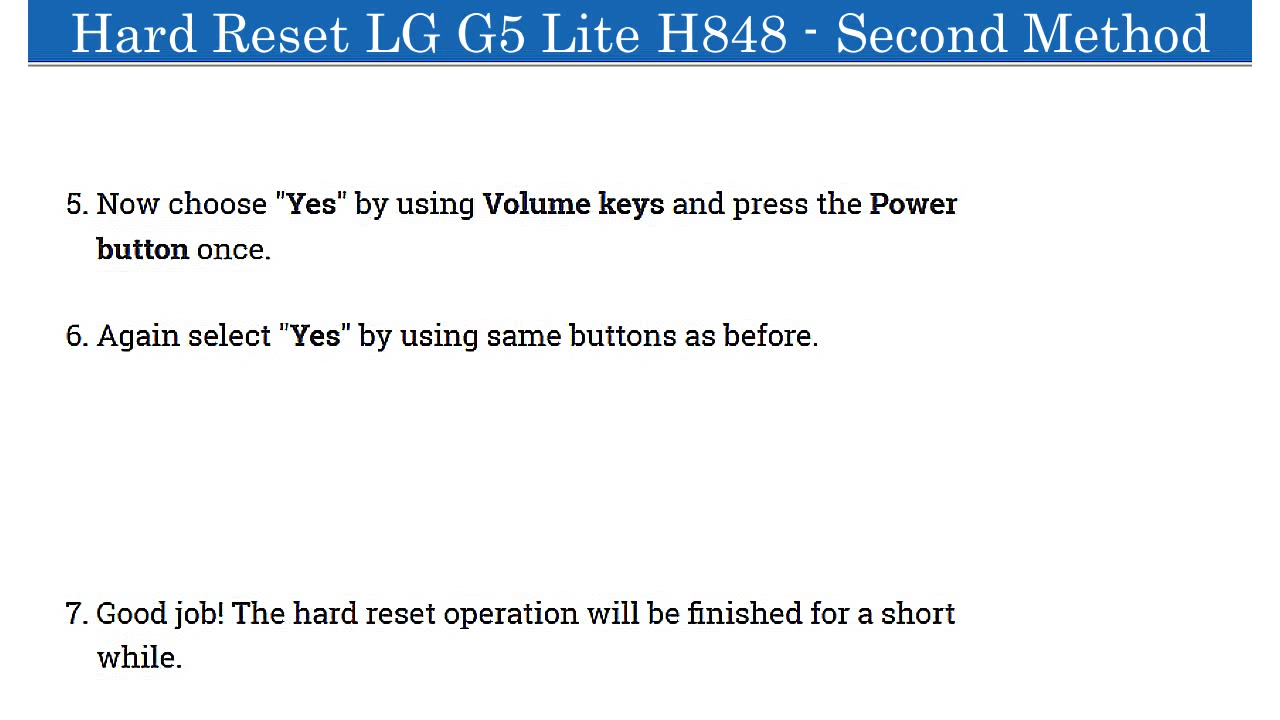 Hard Reset LG G5 Lite H848 - Second Method
5. Now choose "Yes" by using Volume keys and press the Power
button once.
6. Again select "Yes" by using same buttons as before.
7. Good job! The hard reset operation will be finished for a short
while.